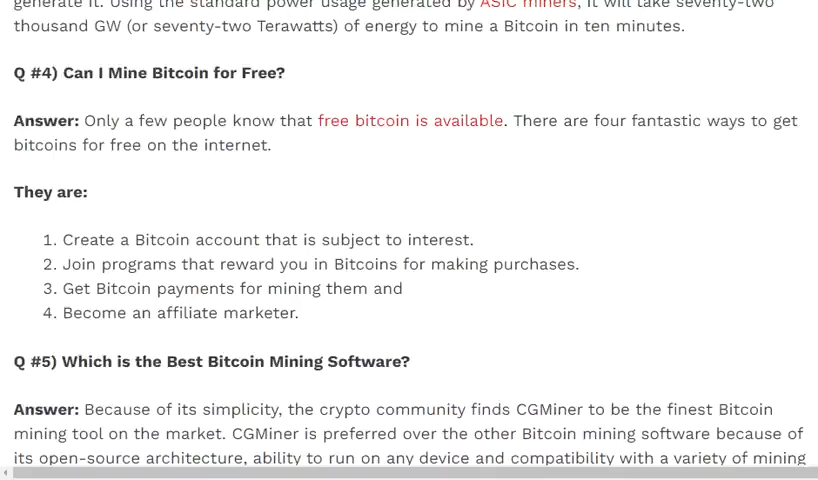 generate it. Using the standard power usage generated by ASIC miners, it will take seventy-two
thousand GW (or seventy-two Terawatts) of energy to mine a Bitcoin in ten minutes.
Q #4) Can I Mine Bitcoin for Free?
Answer: Only a few people know that free bitcoin is available. There are four fantastic ways to get
bitcoins for free on the internet.
They are:
1. Create a Bitcoin account that is subject to interest.
2. Join programs that reward you in Bitcoins for making purchases.
3. Get Bitcoin payments for mining them and
4. Become an affiliate marketer.
Q #5) Which is the Best Bitcoin Mining Software?
Answer: Because of its simplicity, the crypto community finds CGMiner to be the finest Bitcoin
mining tool on the market. CGMiner is preferred over the other Bitcoin mining software because of
its open-source architecture, ability to run on any device and compatibility with a variety of mining